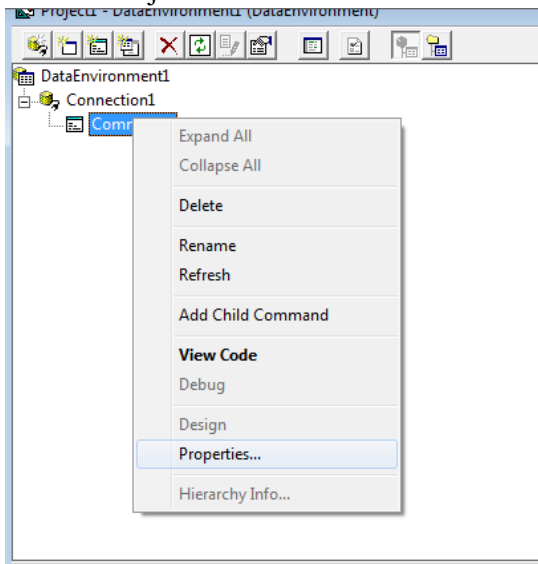 Project1 - DataEnvironment1 (DataEnvironment)
DataEnvironment1
Connection1
Expand All
Collapse All
Delete
Rename
Refresh
Add Child Command
View Code
Debug
Design
Properties...
Hierarchy Info...